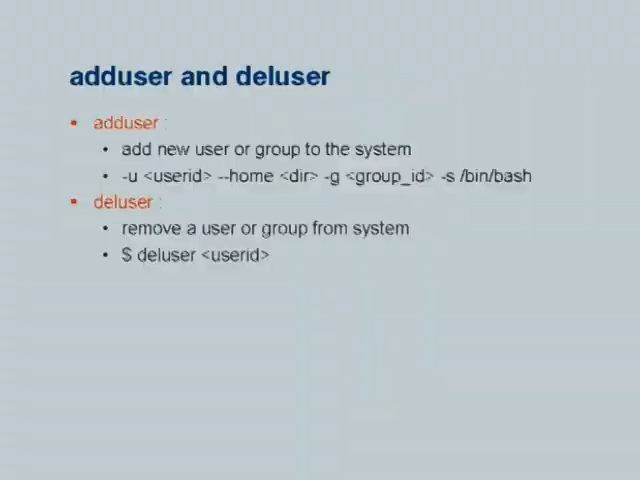 adduser and deluser
• adduser :
• add new user or group to the system
• -u <userid> --home <dir> -g <group_id> -s /bin/bash
• deluser :
• remove a user or group from system
• $ deluser <userid>